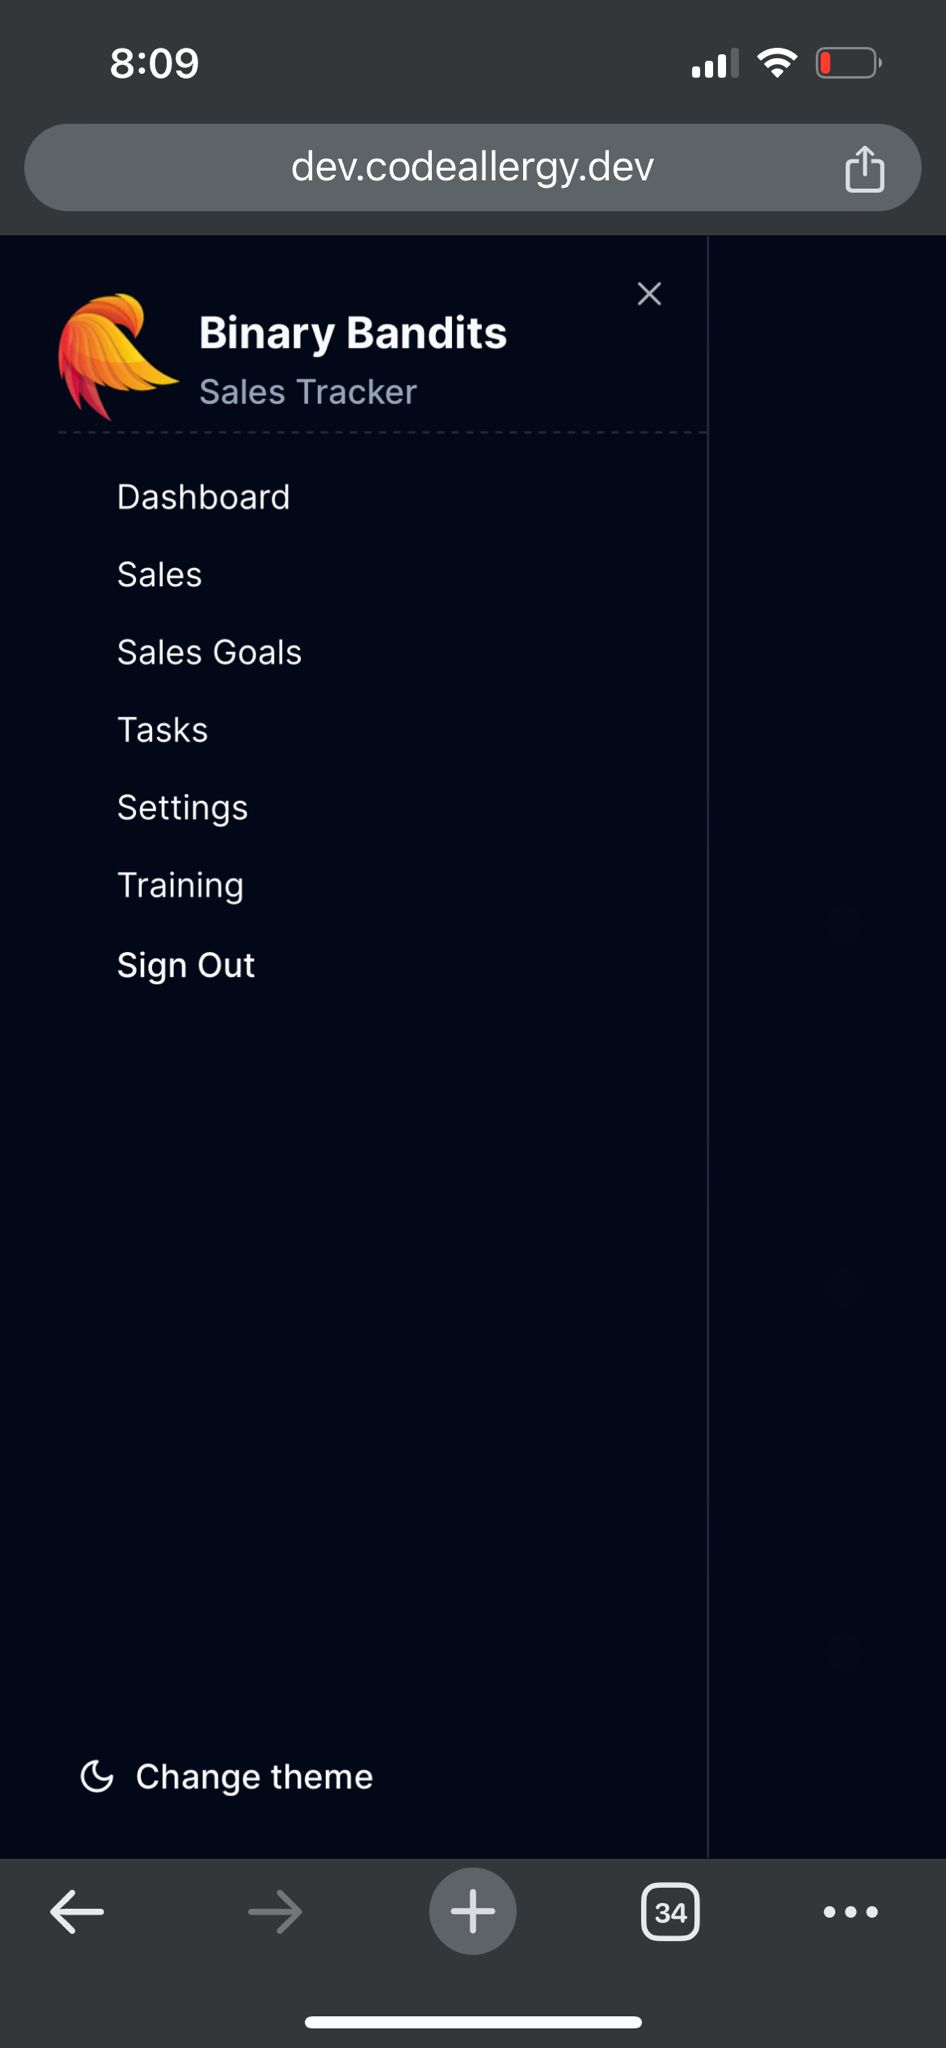 8:09
dev.codeallergy.dev
Binary Bandits
Sales Tracker
Dashboard
Sales
Sales Goals
Tasks
Settings
Training
Sign Out
Change theme
34